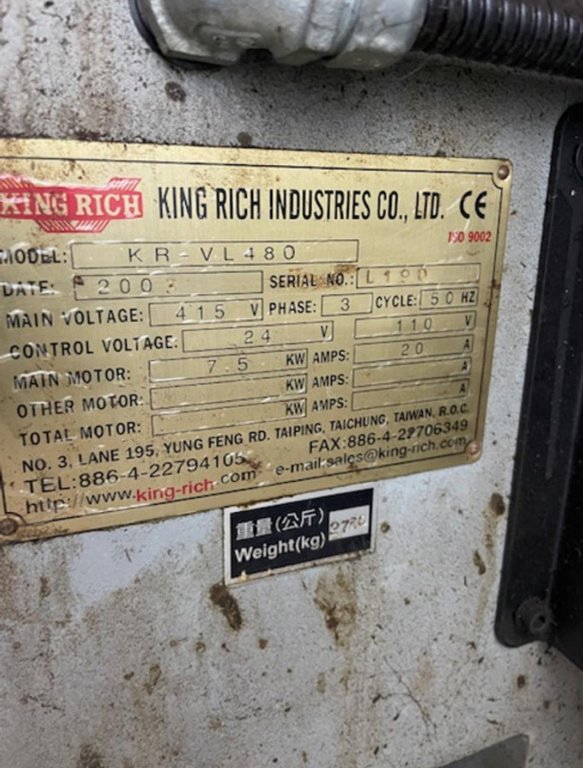 KING RICH KING RICH INDUSTRIES CO., LTD. CE
ISO 9002
MODEL: KR-VL480
DATE: SERIAL NO.:
MAIN VOLTAGE: 415 V PHASE: 3 CYCLE: 50 HZ
CONTROL VOLTAGE: 24 V 110 V
MAIN MOTOR: 7.5 KW AMPS: 20 A
OTHER MOTOR: KW AMPS: A
TOTAL MOTOR: KW AMPS: A
NO. 3, LANE 195, YUNG FENG RD. TAIPING, TAICHUNG, TAIWAN, R.O.C.
TEL:886-4-22794105 FAX:886-4-22706349
http://www.king-rich.com e-mail:sales@king-rich.com
重量(公斤)
Weight(kg)